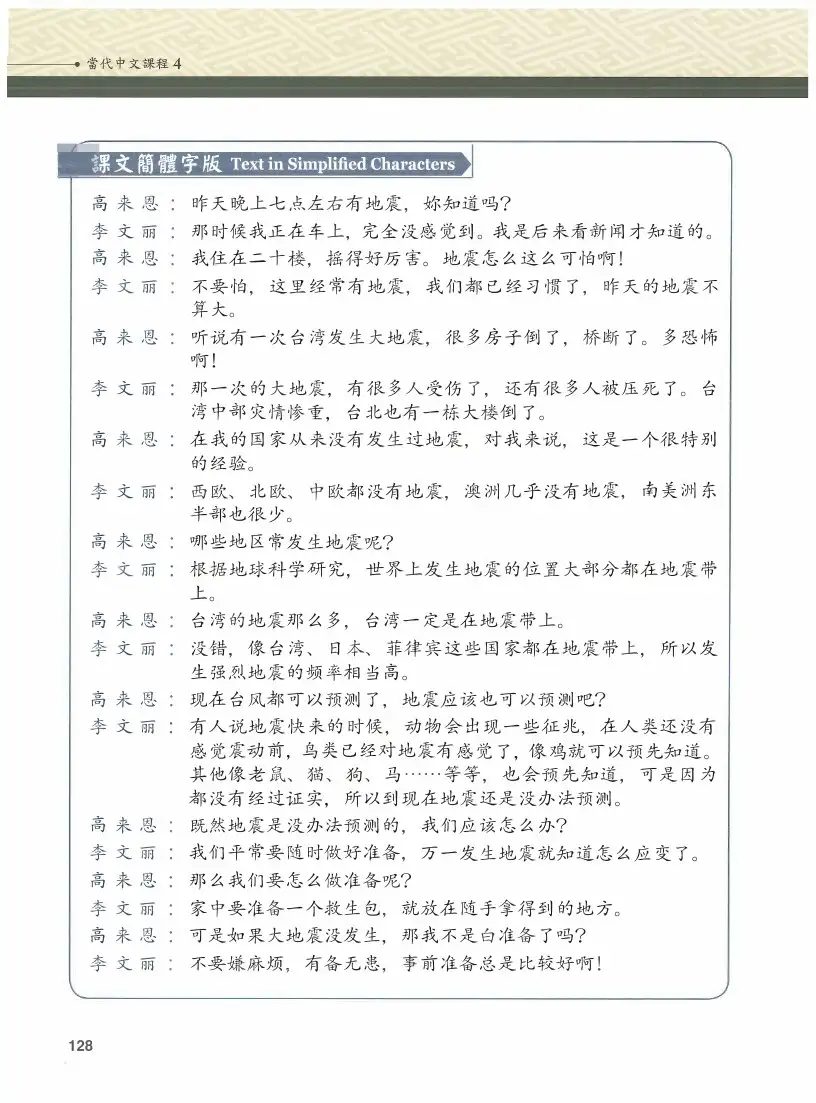 當代中文課程 4
課文簡體字版 Text in Simplified Characters
高来恩：昨天晚上七点左右有地震，妳知道吗？
李文丽：那时候我正在车上，完全没感觉到。我是后来看新闻才知道的。
高来恩：我住在二十楼，摇得好厉害。地震怎么这么可怕啊！
李文丽：不要怕，这里经常有地震，我们都已经习惯了，昨天的地震不
算大。
高来恩：听说有一次台湾发生大地震，很多房子倒了，桥断了。多恐怖
啊！
李文丽：那一次的大地震，有很多人受伤了，还有很多人被压死了。台
湾中部灾情惨重，台北也有一栋大楼倒了。
高来恩：在我的国家从来没有发生过地震，对我来说，这是一个很特别
的经验。
李文丽：西欧、北欧、中欧都没有地震，澳洲几乎没有地震，南美洲东
半部也很少。
高来恩：哪些地区常发生地震呢？
李文丽：根据地球科学研究，世界上发生地震的位置大部分都在地震带
上。
高来恩：台湾的地震那么多，台湾一定是在地震带上。
李文丽：没错，像台湾、日本、菲律宾这些国家都在地震带上，所以发
生强烈地震的频率相当高。
高来恩：现在台风都可以预测了，地震应该也可以预测吧？
李文丽：有人说地震快来的时候，动物会出现一些征兆，在人类还没有
感觉震动前，鸟类已经对地震有感觉了，像鸡就可以预先知道。
其他像老鼠、猫、狗、马……等等，也会预先知道，可是因为
都没有经过证实，所以到现在地震还是没办法预测。
高来恩：既然地震是没办法预测的，我们应该怎么办？
李文丽：我们平常要随时做好准备，万一发生地震就知道怎么应变了。
高来恩：那么我们要怎么做准备呢？
李文丽：家中要准备一个救生包，就放在随手拿得到的地方。
高来恩：可是如果大地震没发生，那我不是白准备了吗？
李文丽：不要嫌麻烦，有备无患，事前准备总是比较好啊！
128